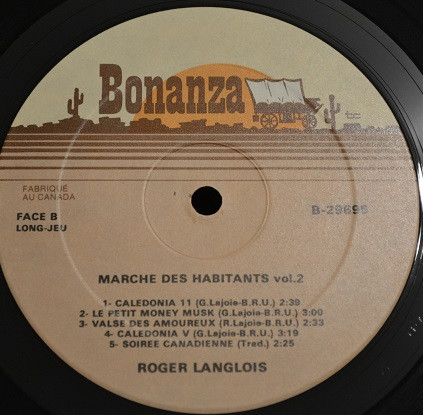 Bonanza
FABRIQUÉ
AU CANADA
FACE B
LONG-JEU
B-29695
MARCHE DES HABITANTS vol.2
1- CALEDONIA 11 (G.Lajoie-B.R.U.) 2:39
2- LE PETIT MONEY MUSK (G.Lajoie-B.R.U.) 3:00
3- VALSE DES AMOUREUX (R.Lajoie-B.R.U.) 2:33
4- CALEDONIA V (G.Lajoie-B.R.U.) 3:19
5- SOIREE CANADIENNE (Tred.) 2:25
ROGER LANGLOIS